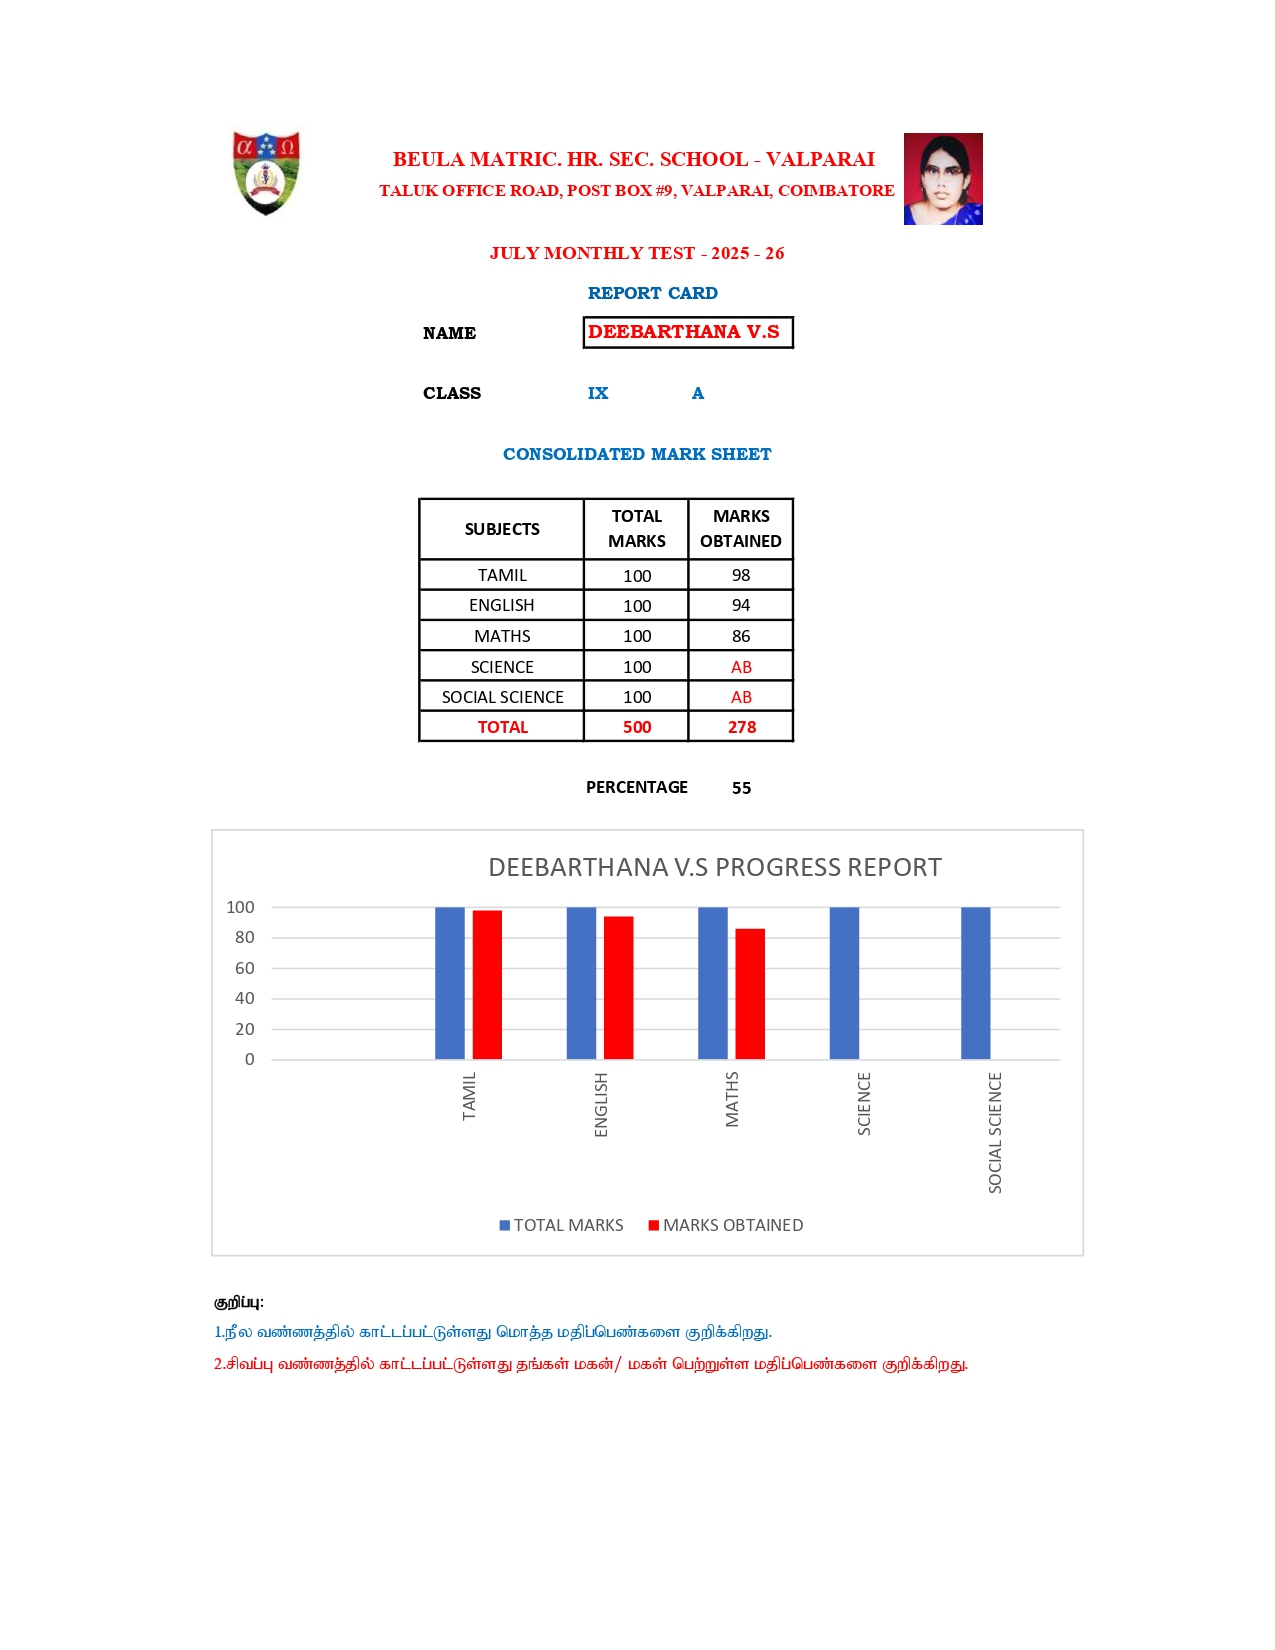 α Ω
BEULA MATRIC. HR. SEC. SCHOOL - VALPARAI
TALUK OFFICE ROAD, POST BOX #9, VALPARAI, COIMBATORE
JULY MONTHLY TEST - 2025 - 26
REPORT CARD
NAME DEEBARTHANA V.S
CLASS IX A
CONSOLIDATED MARK SHEET
SUBJECTS TOTAL MARKS MARKS OBTAINED
TAMIL 100 98
ENGLISH 100 94
MATHS 100 86
SCIENCE 100 AB
SOCIAL SCIENCE 100 AB
TOTAL 500 278
PERCENTAGE 55
DEEBARTHANA V.S PROGRESS REPORT
100
80
60
40
20
0
TAMIL ENGLISH MATHS SCIENCE SOCIAL SCIENCE
TOTAL MARKS MARKS OBTAINED
குறிப்பு:
1.நீல வண்ணத்தில் காட்டப்பட்டுள்ளது மொத்த மதிப்பெண்களை குறிக்கிறது.
2.சிவப்பு வண்ணத்தில் காட்டப்பட்டுள்ளது தங்கள் மகன்/ மகள் பெற்றுள்ள மதிப்பெண்களை குறிக்கிறது.